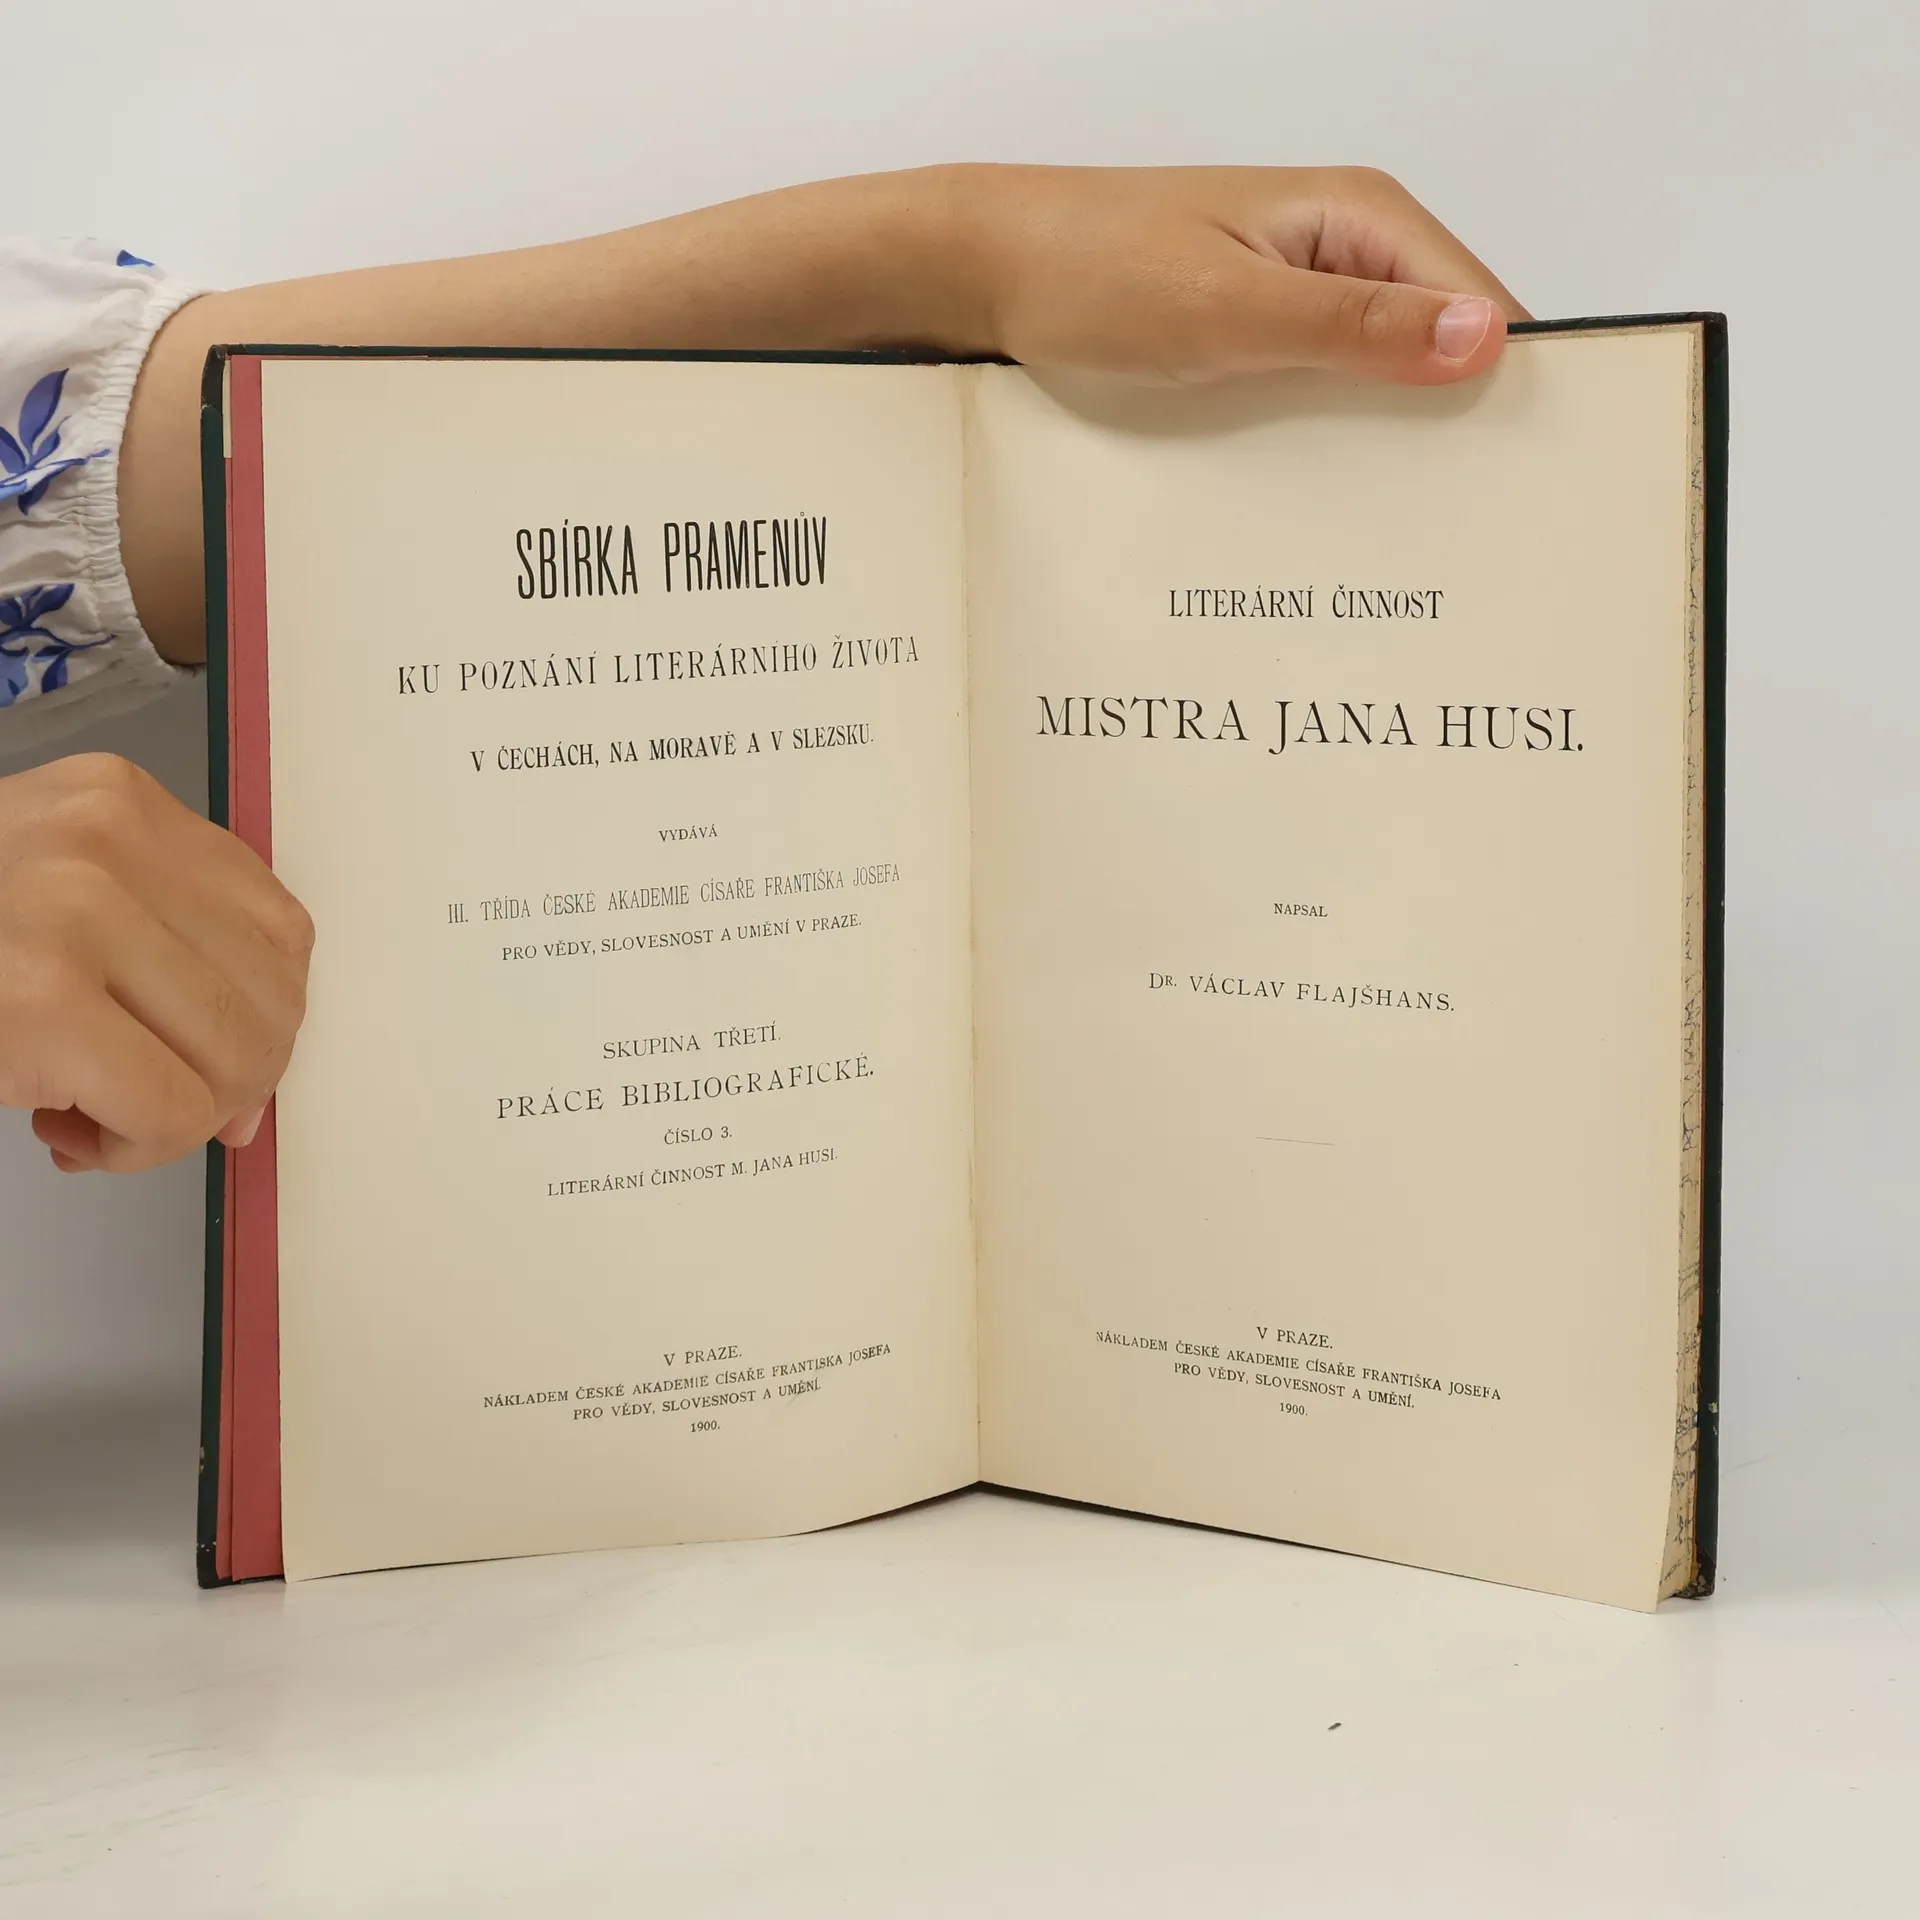 SBÍRKA PRAMENŮV
KU POZNÁNÍ LITERÁRNÍHO ŽIVOTA
V ČECHÁCH, NA MORAVĚ A V SLEZSKU.
VYDÁVÁ
III. TŘÍDA ČESKÉ AKADEMIE CÍSAŘE FRANTIŠKA JOSEFA
PRO VĚDY, SLOVESNOST A UMĚNÍ V PRAZE.
SKUPINA TŘETÍ.
PRÁCE BIBLIOGRAFICKÉ.
ČÍSLO 3.
LITERÁRNÍ ČINNOST M. JANA HUSI.
V PRAZE.
NÁKLADEM ČESKÉ AKADEMIE CÍSAŘE FRANTIŠKA JOSEFA
PRO VĚDY, SLOVESNOST A UMĚNÍ.
1900.
LITERÁRNÍ ČINNOST
MISTRA JANA HUSI.
NAPSAL
DR. VÁCLAV FLAJŠHANS.
V PRAZE.
NÁKLADEM ČESKÉ AKADEMIE CÍSAŘE FRANTIŠKA JOSEFA
PRO VĚDY, SLOVESNOST A UMĚNÍ.
1900.